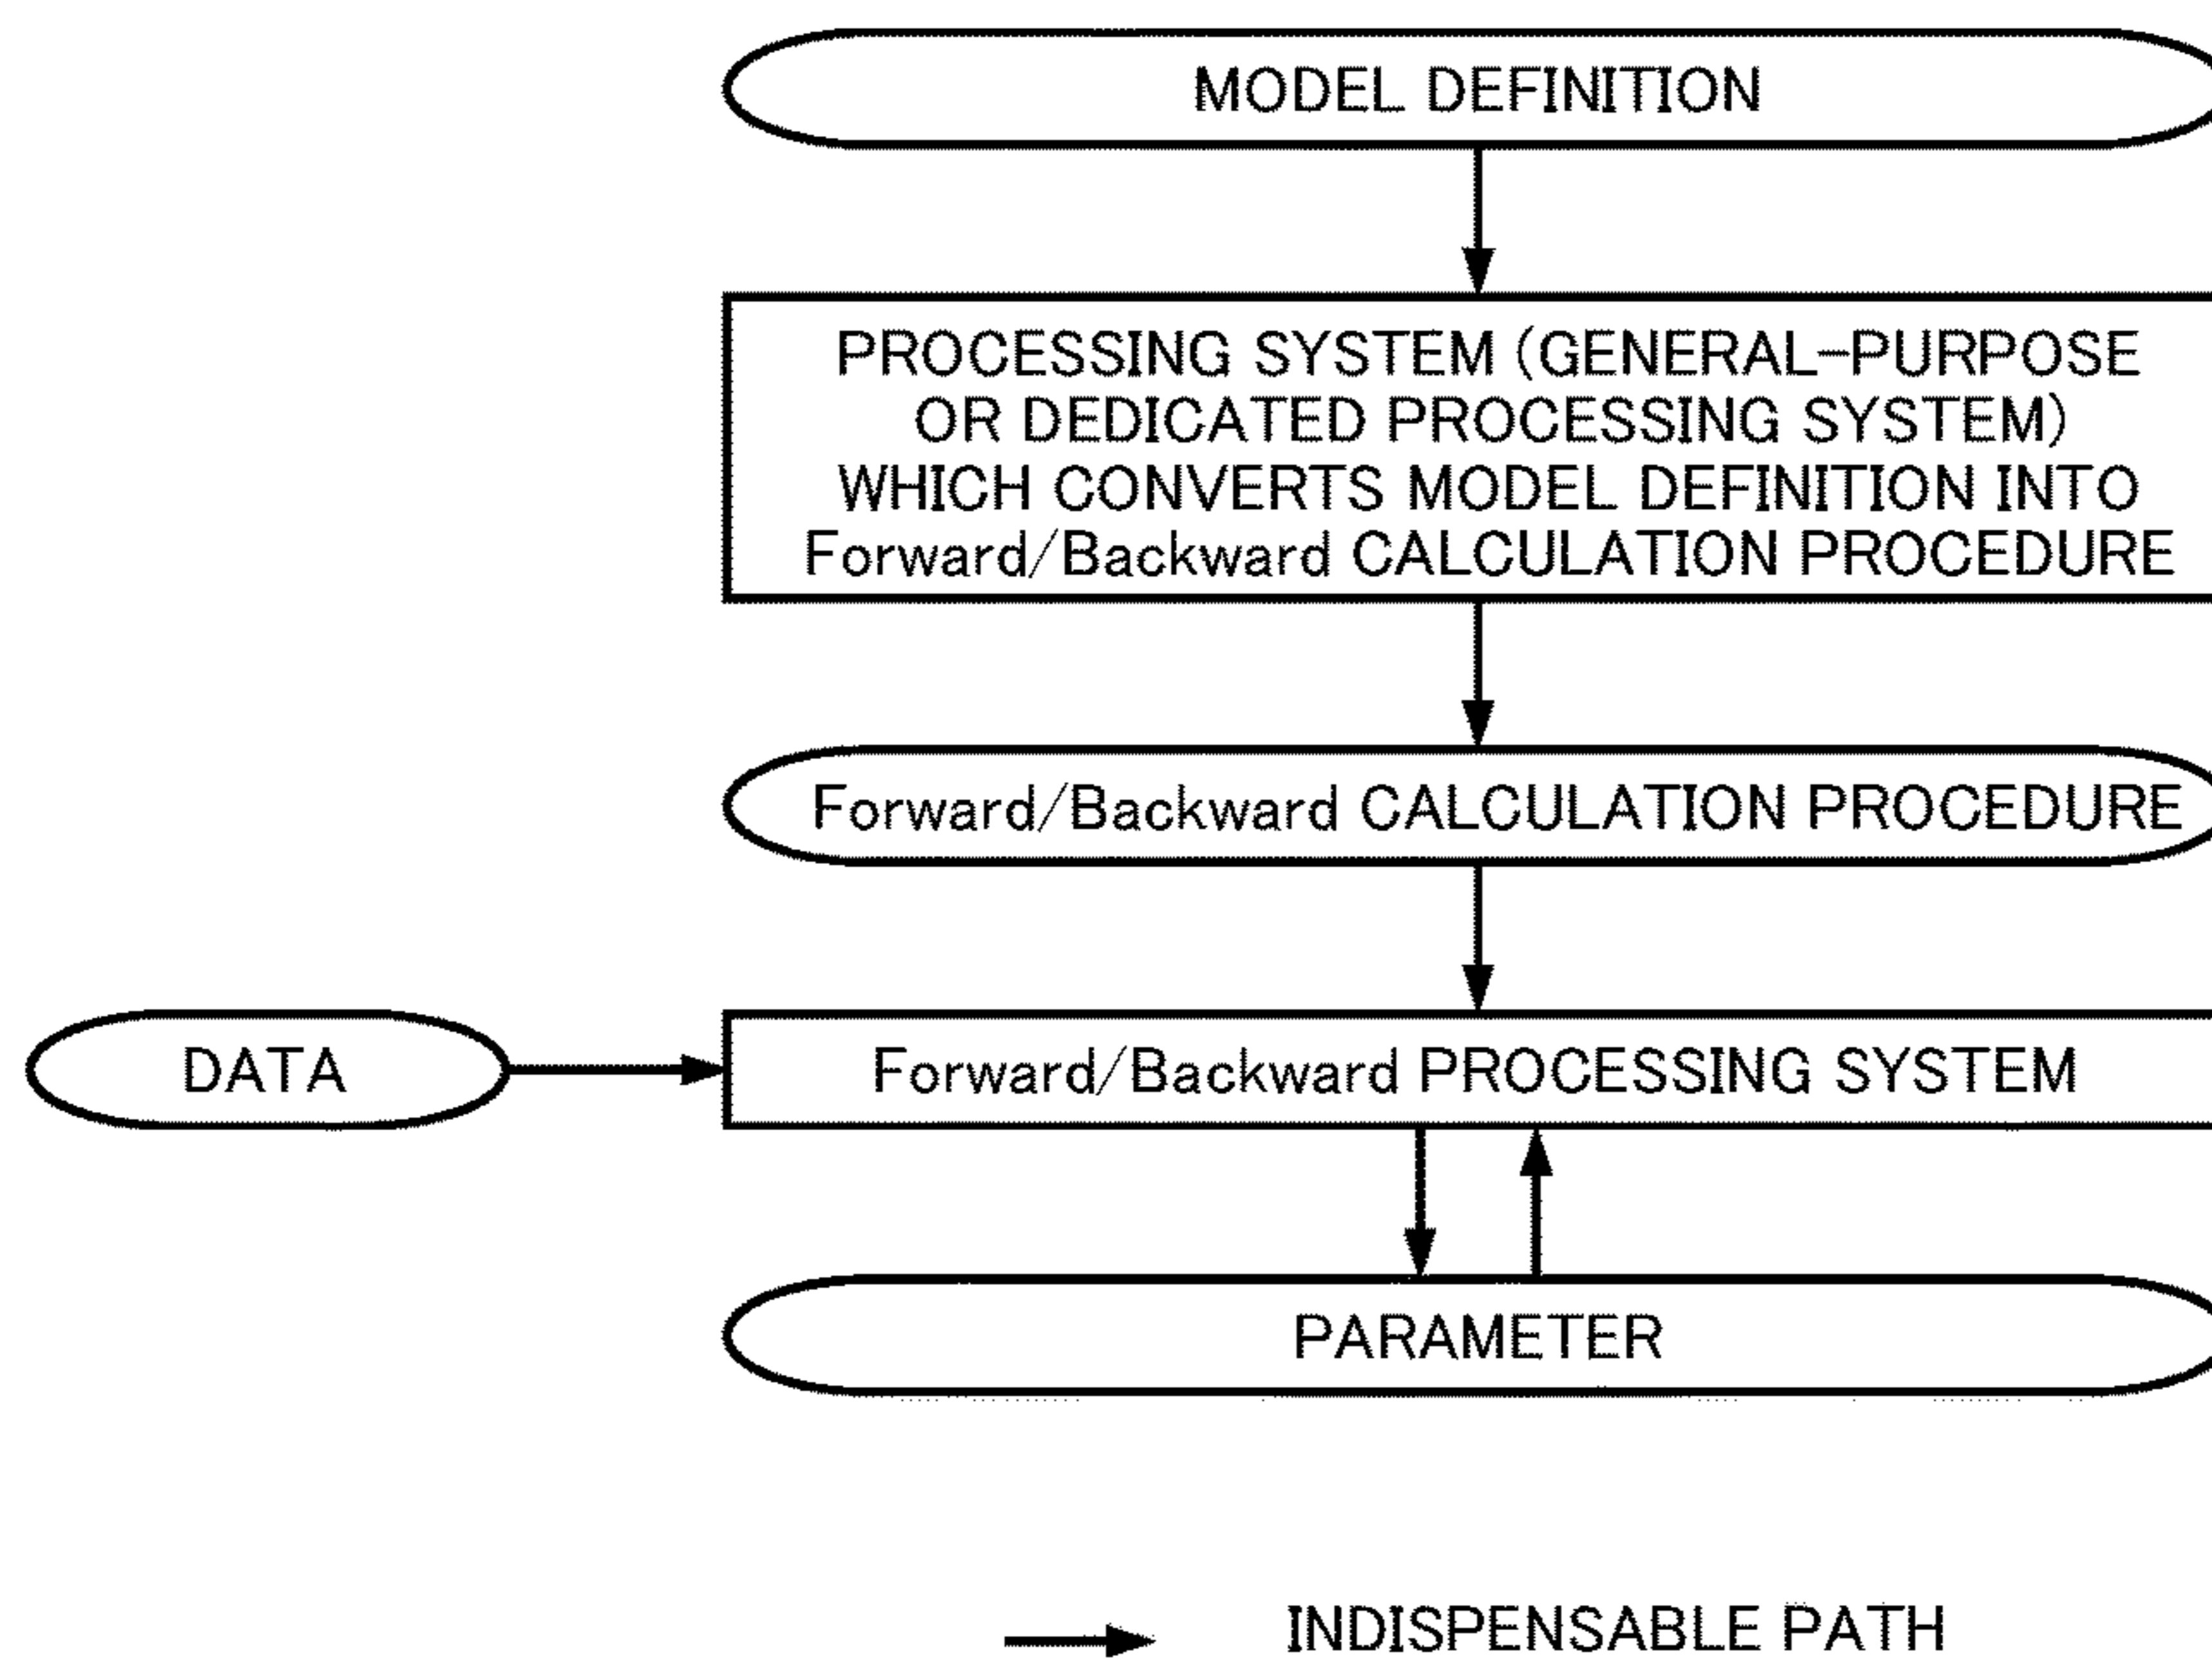 MODEL DEFINITION
PROCESSING SYSTEM (GENERAL-PURPOSE
OR DEDICATED PROCESSING SYSTEM)
WHICH CONVERTS MODEL DEFINITION INTO
Forward/Backward CALCULATION PROCEDURE
Forward/Backward CALCULATION PROCEDURE
DATA
Forward/Backward PROCESSING SYSTEM
PARAMETER
INDISPENSABLE PATH